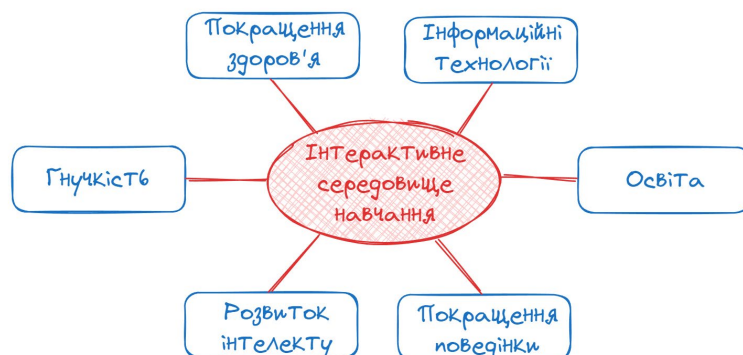 Покращення
здоров'я
Інформаційні
технології
Гнучкість
Інтерактивне
середовище
навчання
Освіта
Розвиток
інтелекту
Покращення
поведінки